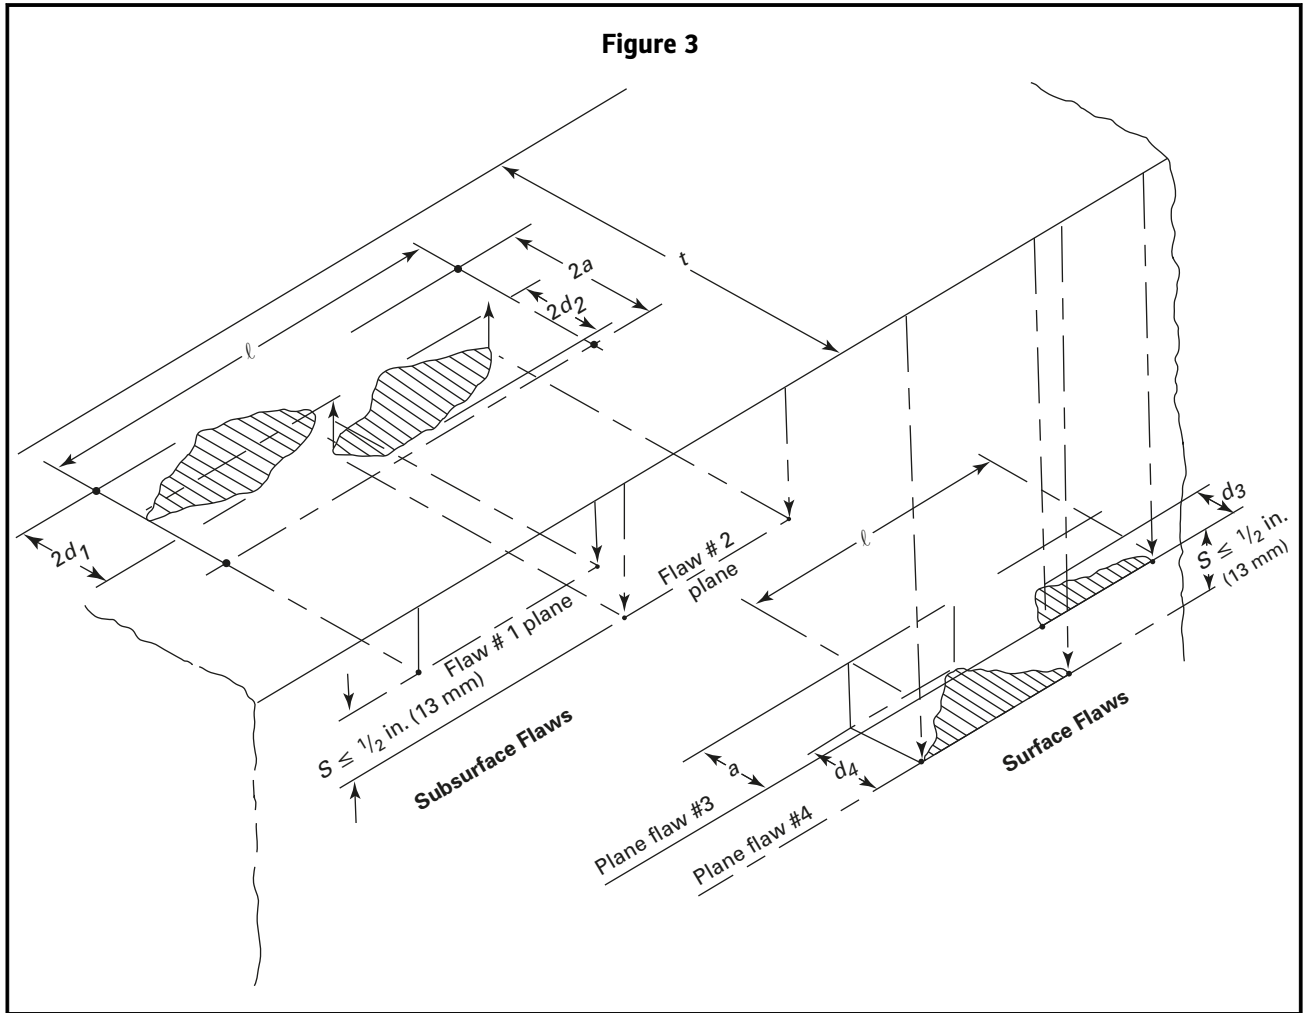 Figure 3
t
2a
2d2
ℓ
2d1
d3
S ≤ 1/2 in.
(13 mm)
Flaw # 2
plane
ℓ
Flaw # 1 plane
S ≤ 1/2 in. (13 mm)
Subsurface Flaws
Surface Flaws
a
d4
Plane flaw #3
Plane flaw #4